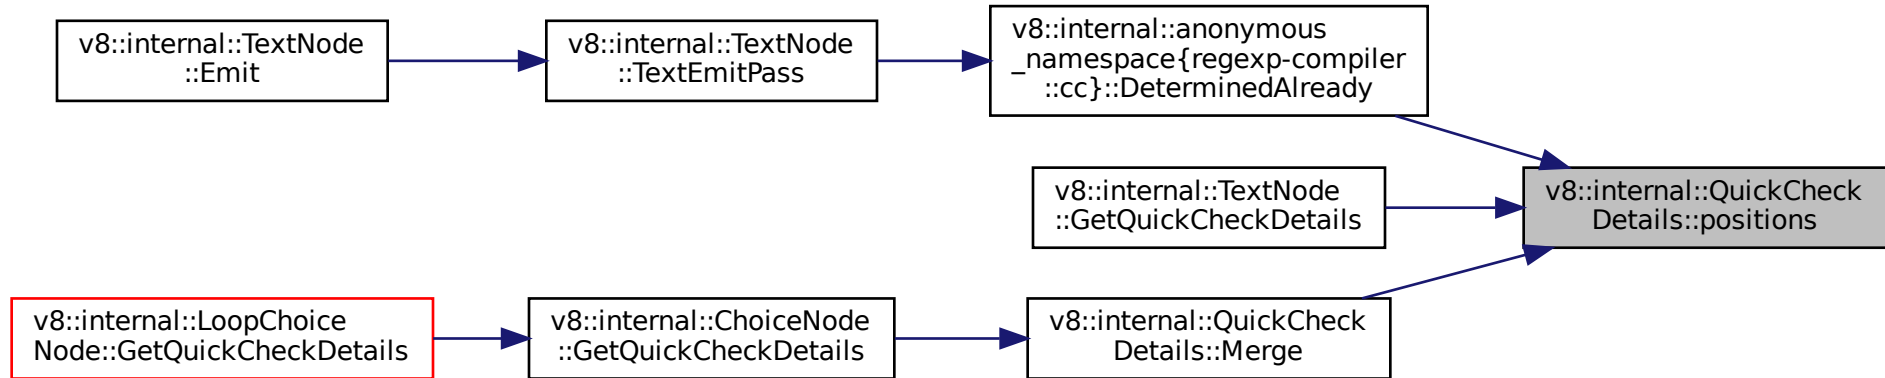 v8::internal::TextNode
::Emit
v8::internal::TextNode
::TextEmitPass
v8::internal::anonymous
_namespace{regexp-compiler
::cc}::DeterminedAlready
v8::internal::TextNode
::GetQuickCheckDetails
v8::internal::QuickCheck
Details::positions
v8::internal::LoopChoice
Node::GetQuickCheckDetails
v8::internal::ChoiceNode
::GetQuickCheckDetails
v8::internal::QuickCheck
Details::Merge